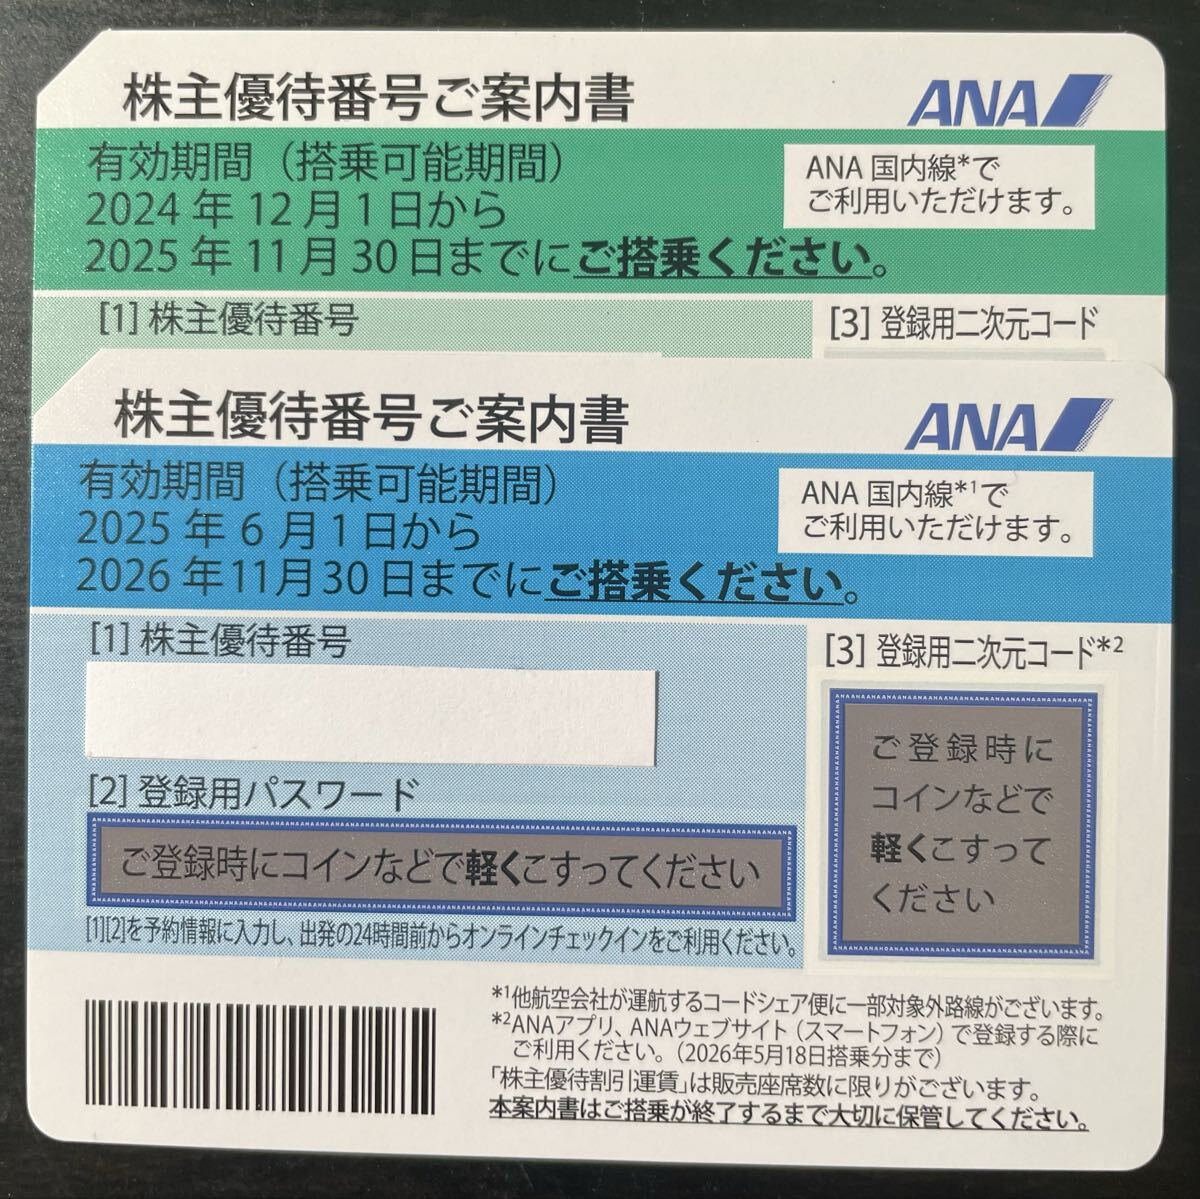 株主優待番号ご案内書
ANA
有効期間（搭乗可能期間）
2024年12月1日から
2025年11月30日までにご搭乗ください。
ANA国内線*で
ご利用いただけます。
[1] 株主優待番号
[3] 登録用二次元コード
株主優待番号ご案内書
ANA
有効期間（搭乗可能期間）
2025年6月1日から
2026年11月30日までにご搭乗ください。
ANA国内線*1で
ご利用いただけます。
[1] 株主優待番号
[3] 登録用二次元コード*2
ご登録時に
コインなどで
軽くこすって
ください
[2] 登録用パスワード
ご登録時にコインなどで軽くこすってください
[1][2]を予約情報に入力し、出発の24時間前からオンラインチェックインをご利用ください。
*1他航空会社が運航するコードシェア便に一部対象外路線がございます。
*2ANAアプリ、ANAウェブサイト（スマートフォン）で登録する際に
ご利用ください。（2026年5月18日搭乗分まで）
「株主優待割引運賃」は販売座席数に限りがございます。
本案内書はご搭乗が終了するまで大切に保管してください。